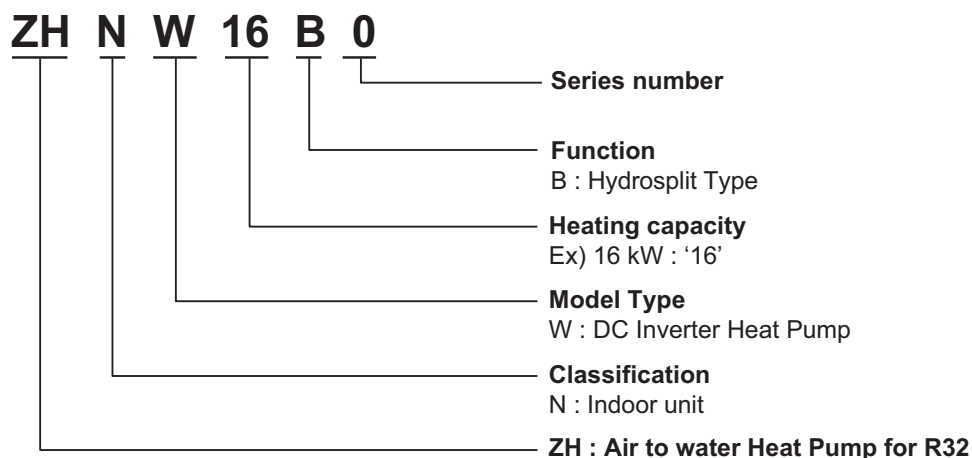 ZH N W 16 B 0
Series number
Function
B : Hydrosplit Type
Heating capacity
Ex) 16 kW : ‘16’
Model Type
W : DC Inverter Heat Pump
Classification
N : Indoor unit
ZH : Air to water Heat Pump for R32